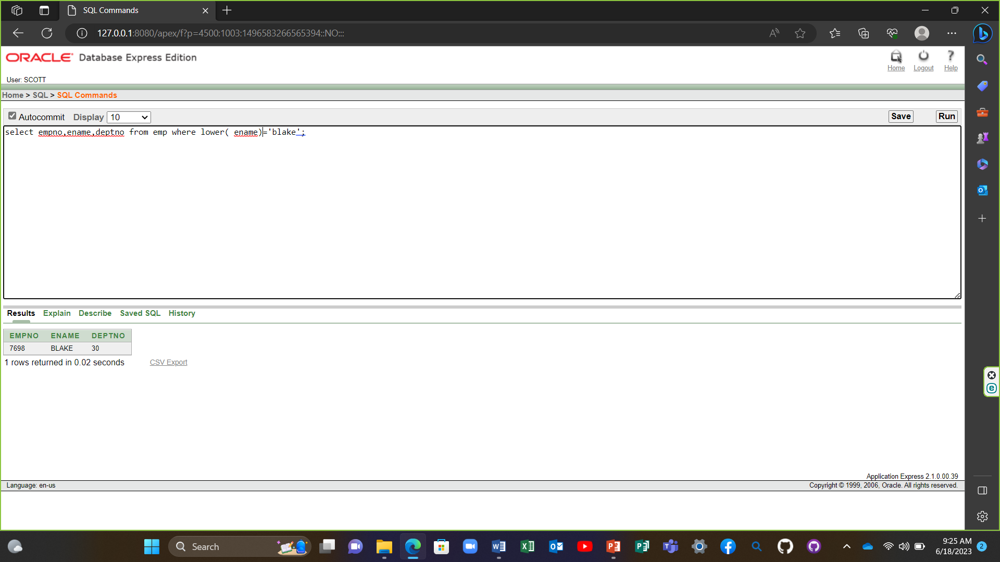 SQL Commands
127.0.0.1:8080/apex/f?p=4500:1003:1496583266565394::NO:::
ORACLE Database Express Edition
Home Logout Help
User: SCOTT
Home > SQL > SQL Commands
Autocommit Display 10 Save Run
select empno,ename,deptno from emp where lower( ename)='blake';
Results Explain Describe Saved SQL History
EMPNO ENAME DEPTNO
7698 BLAKE 30
1 rows returned in 0.02 seconds CSV Export
Application Express 2.1.0.00.39
Language: en-us Copyright © 1999, 2006, Oracle. All rights reserved.
Search
9:25 AM
6/18/2023 2